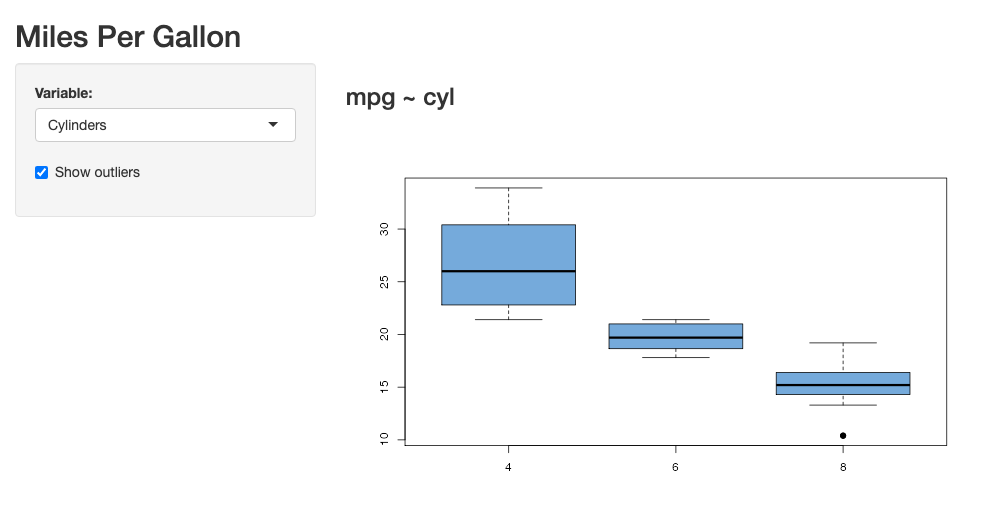 Miles Per Gallon
Variable:
Cylinders
Show outliers
mpg ~ cyl
30
25
20
15
10
4 6 8